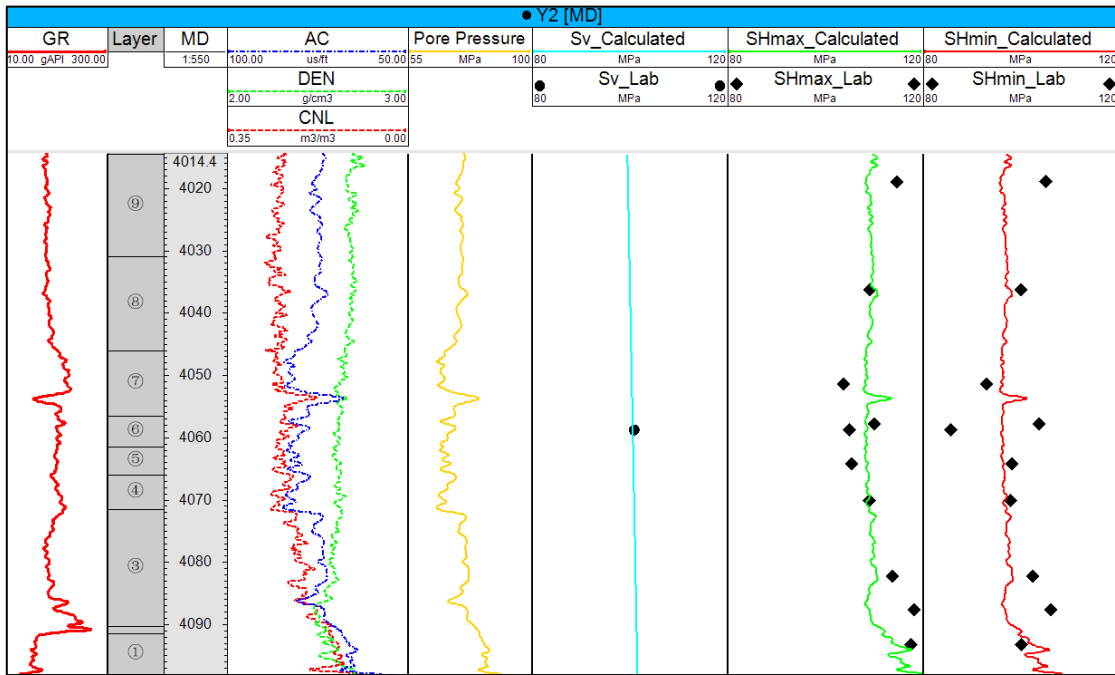 ● Y2 [MD]
GR Layer MD AC Pore Pressure Sv_Calculated SHmax_Calculated SHmin_Calculated
10.00 gAPI 300.00 1:550 100.00 us/ft 50.00 55 MPa 100 80 MPa 120 80 MPa 120 80 MPa 120
DEN Sv_Lab SHmax_Lab SHmin_Lab
2.00 g/cm3 3.00 80 MPa 120 80 MPa 120 80 MPa 120
CNL
0.35 m3/m3 0.00
4014.4
4020
⑨
4030
⑧
4040
4050
⑦
⑥ 4060
⑤
④
4070
③ 4080
4090
①